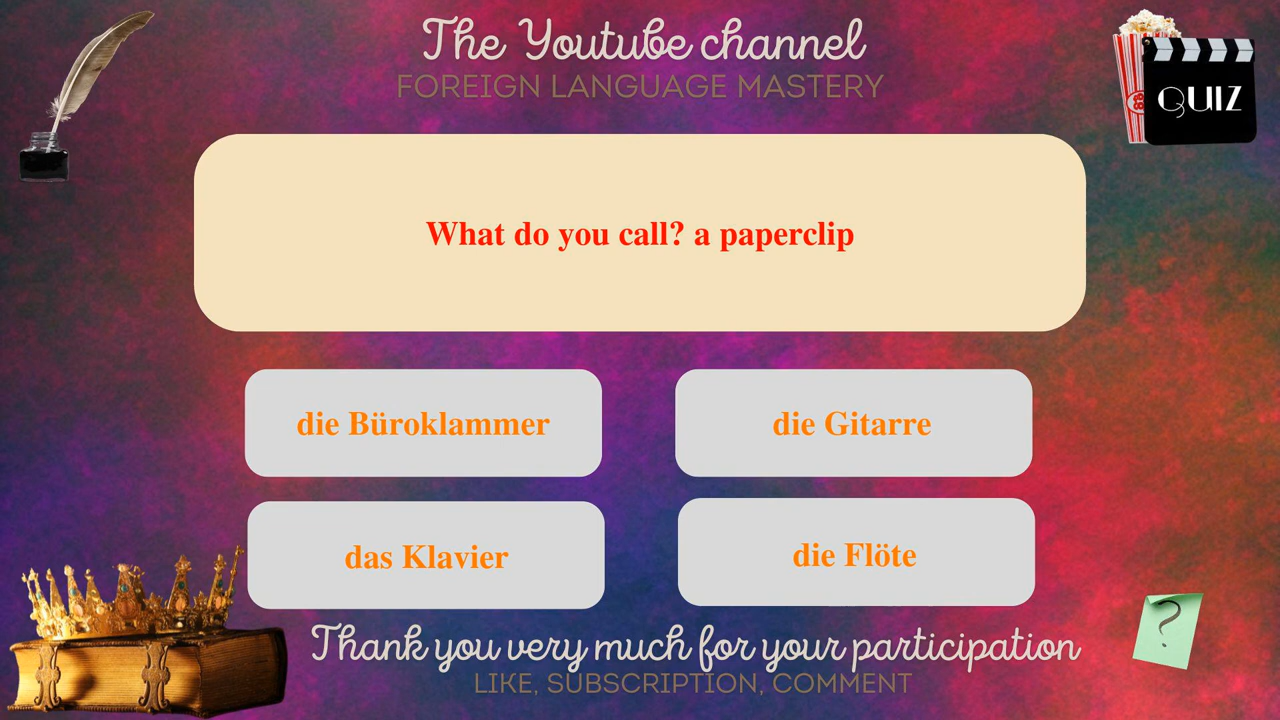 The Youtube channel
FOREIGN LANGUAGE MASTERY
QUIZ
What do you call? a paperclip
die Büroklammer
die Gitarre
das Klavier
die Flöte
?
Thank you very much for your participation
LIKE, SUBSCRIPTION, COMMENT